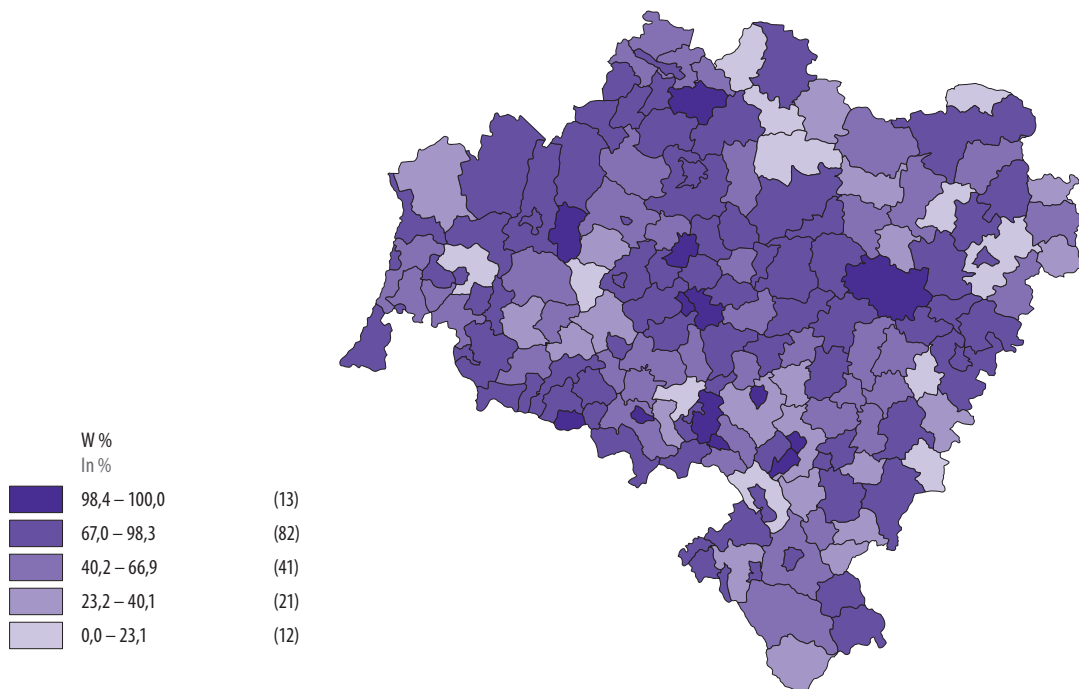 W %
In %
98,4 – 100,0 (13)
67,0 – 98,3 (82)
40,2 – 66,9 (41)
23,2 – 40,1 (21)
0,0 – 23,1 (12)